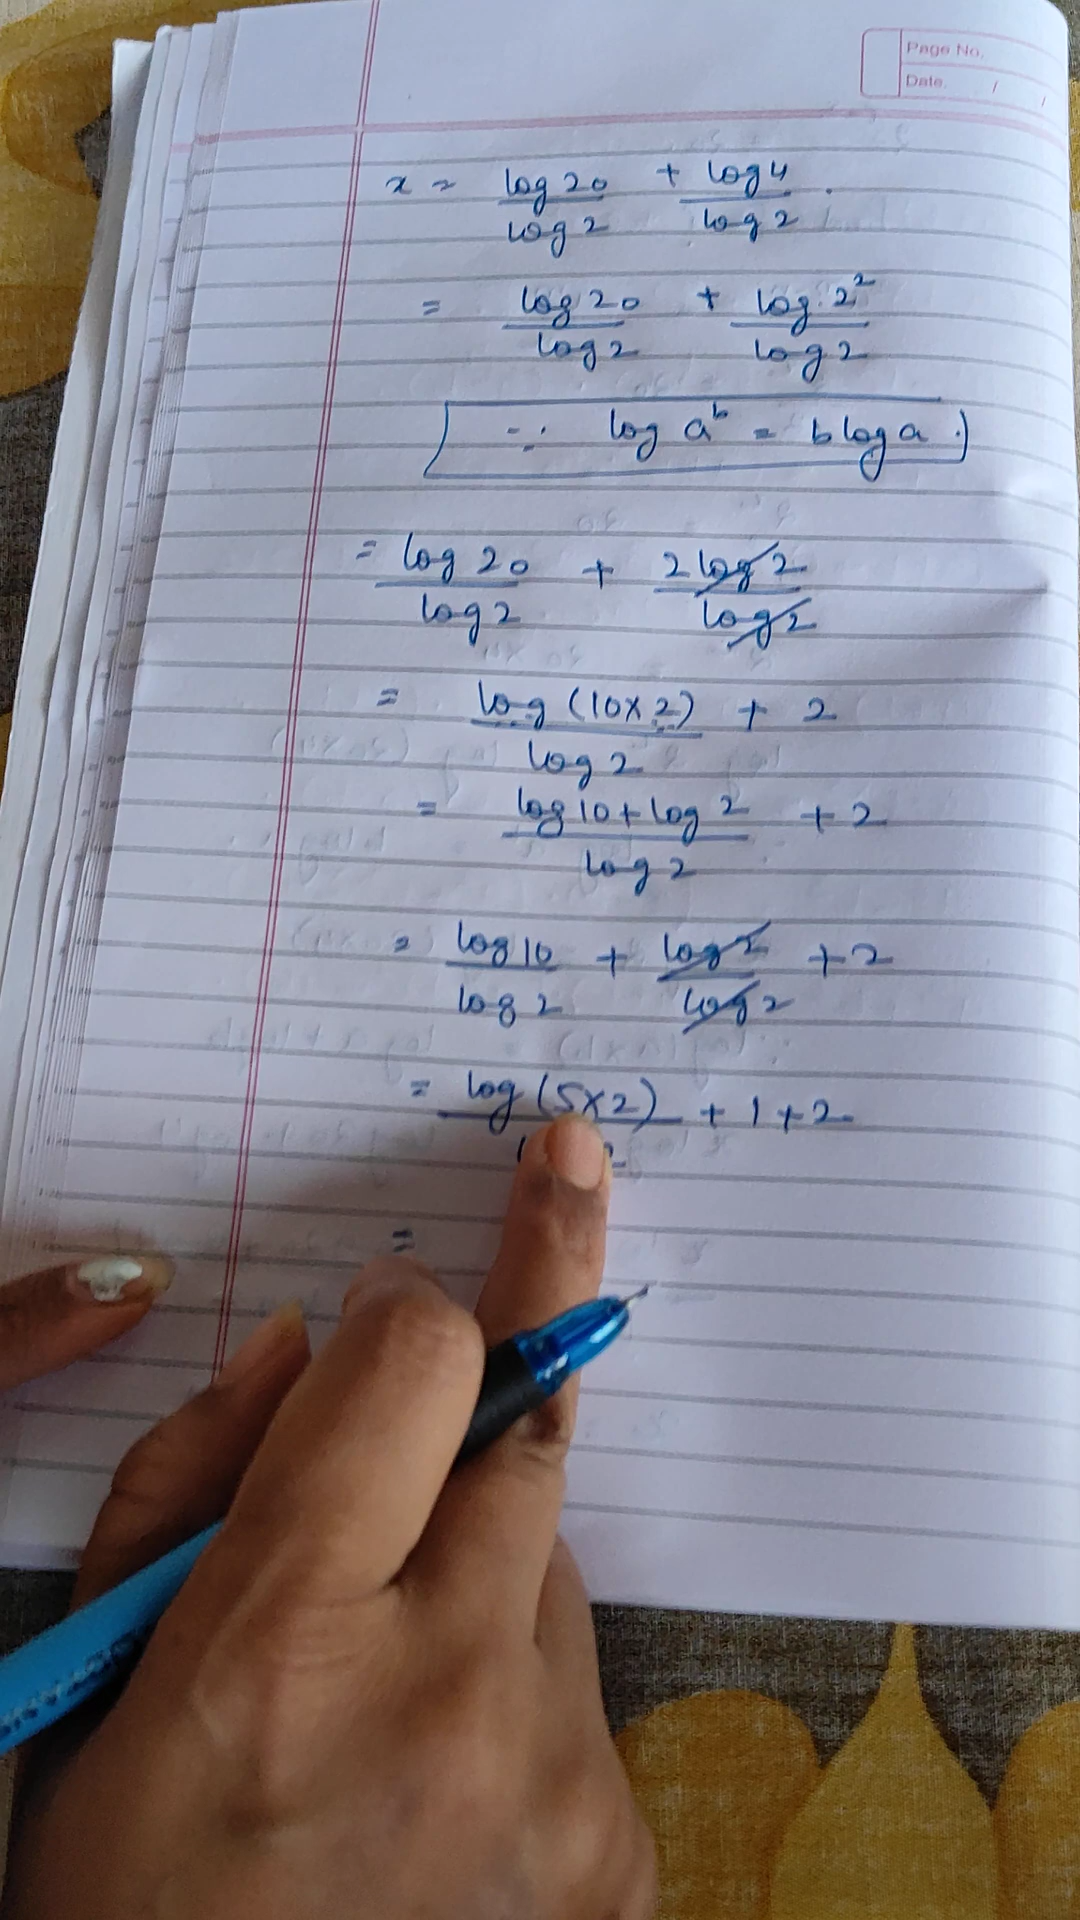 Page No.
Date. / /
x = log 20 / log 2 + log 4 / log 2 .
= log 20 / log 2 + log 2² / log 2
∵ log aᵇ = b log a .
= log 20 / log 2 + 2 log 2 / log 2
= log (10 x 2) / log 2 + 2
= log 10 + log 2 / log 2 + 2
= log 10 / log 2 + log 2 / log 2 + 2
= log (5 x 2) / 2 + 1 + 2
=